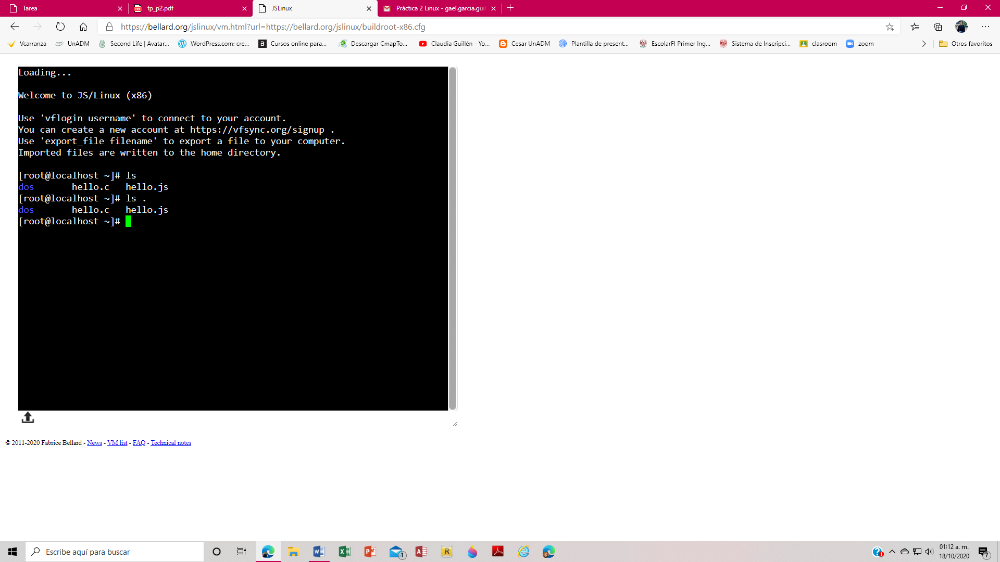 Tarea
fp_p2.pdf
JSLinux
Práctica 2 Linux - gael.garcia.gui
https://bellard.org/jslinux/vm.html?url=https://bellard.org/jslinux/buildroot-x86.cfg
Vcarranza
UnADM
Second Life | Avatar...
WordPress.com: cre...
Cursos online para...
Descargar CmapTo...
Claudia Guillén - Yo...
Cesar UnADM
Plantilla de present...
EscolarFI Primer Ing...
Sistema de Inscripci...
clasroom
zoom
Otros favoritos
Loading...
Welcome to JS/Linux (x86)
Use 'vflogin username' to connect to your account.
You can create a new account at https://vfsync.org/signup .
Use 'export_file filename' to export a file to your computer.
Imported files are written to the home directory.
[root@localhost ~]# ls
dos hello.c hello.js
[root@localhost ~]# ls .
dos hello.c hello.js
[root@localhost ~]#
© 2011-2020 Fabrice Bellard - News - VM list - FAQ - Technical notes
Escribe aquí para buscar
1
01:12 a. m.
18/10/2020
7